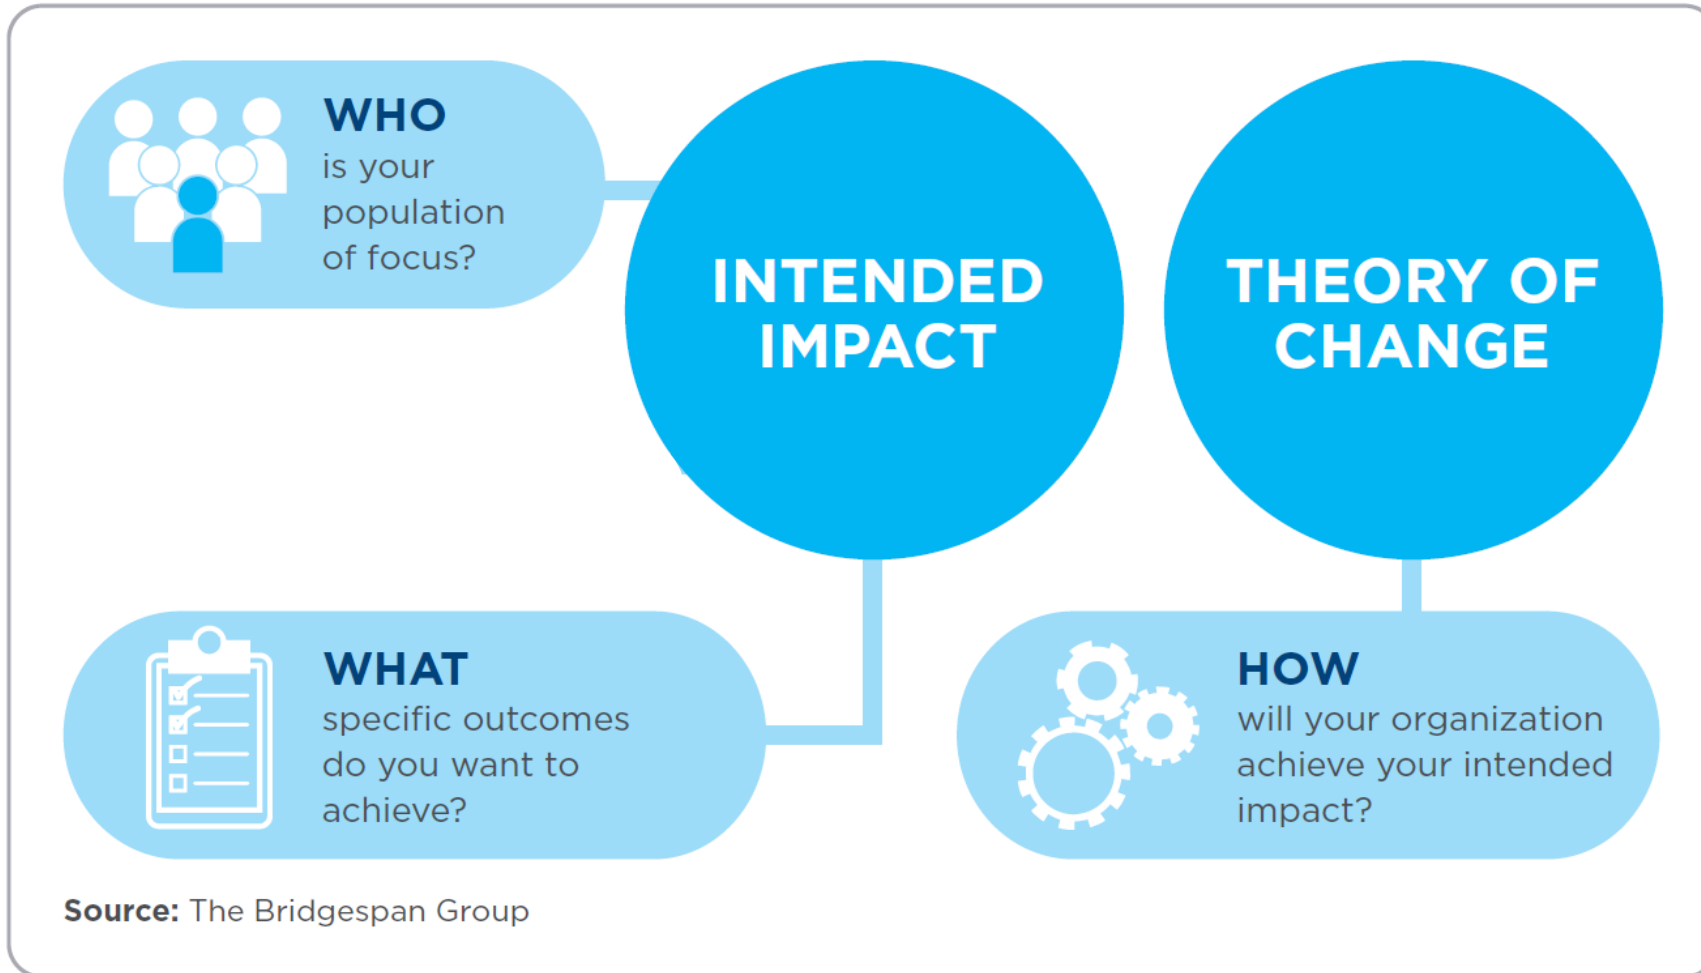 WHO
is your
population
of focus?
INTENDED
IMPACT
THEORY OF
CHANGE
WHAT
specific outcomes
do you want to
achieve?
HOW
will your organization
achieve your intended
impact?
Source: The Bridgespan Group